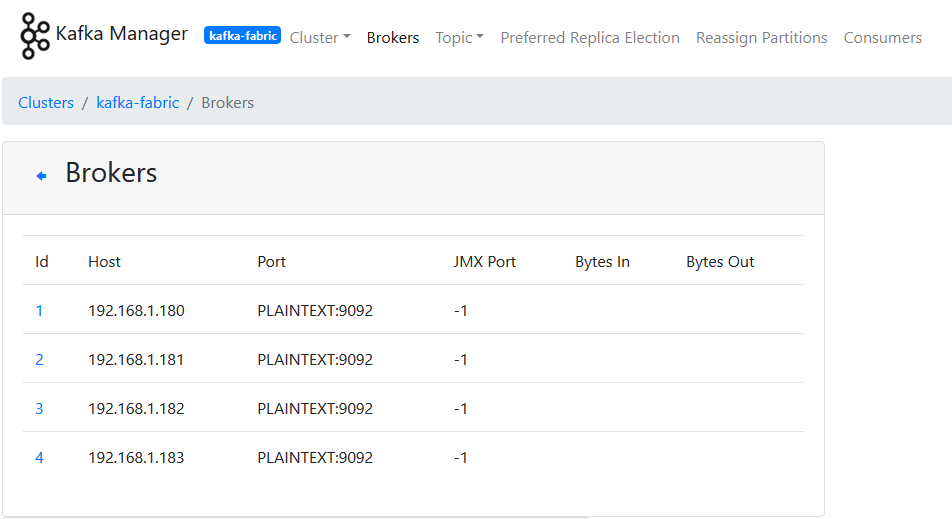 Kafka Manager kafka-fabric Cluster Brokers Topic Preferred Replica Election Reassign Partitions Consumers
Clusters / kafka-fabric / Brokers
Brokers
Id Host Port JMX Port Bytes In Bytes Out
1 192.168.1.180 PLAINTEXT:9092 -1
2 192.168.1.181 PLAINTEXT:9092 -1
3 192.168.1.182 PLAINTEXT:9092 -1
4 192.168.1.183 PLAINTEXT:9092 -1